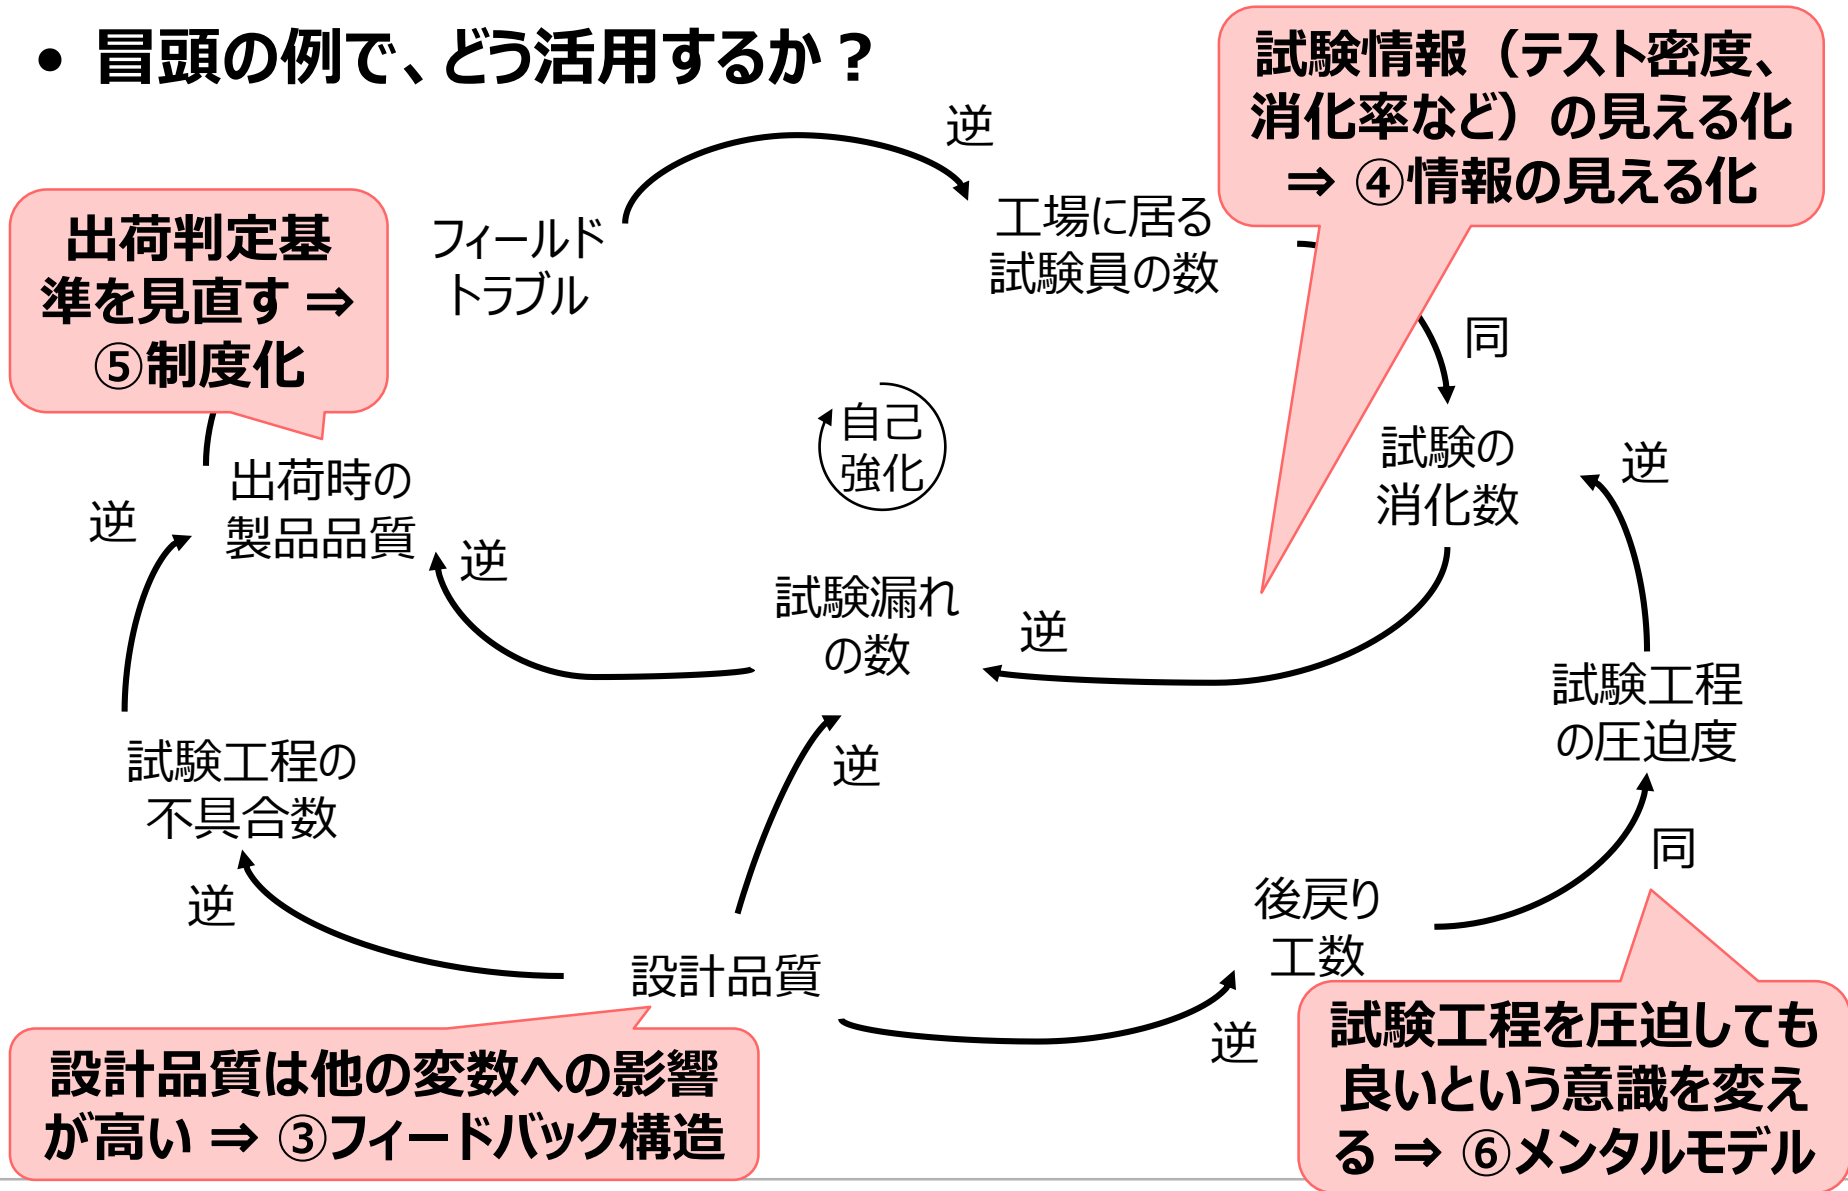 • 冒頭の例で、どう活用するか？
試験情報（テスト密度、
消化率など）の見える化
⇒ ④情報の見える化
逆
出荷判定基
準を見直す ⇒
⑤制度化
フィールド
トラブル
工場に居る
試験員の数
同
自己
強化
試験の
消化数
逆
出荷時の
製品品質
逆
逆
試験漏れ
の数
逆
試験工程
の圧迫度
試験工程の
不具合数
逆
同
逆
後戻り
工数
設計品質
逆
設計品質は他の変数への影響
が高い ⇒ ③フィードバック構造
試験工程を圧迫しても
良いという意識を変え
る ⇒ ⑥メンタルモデル